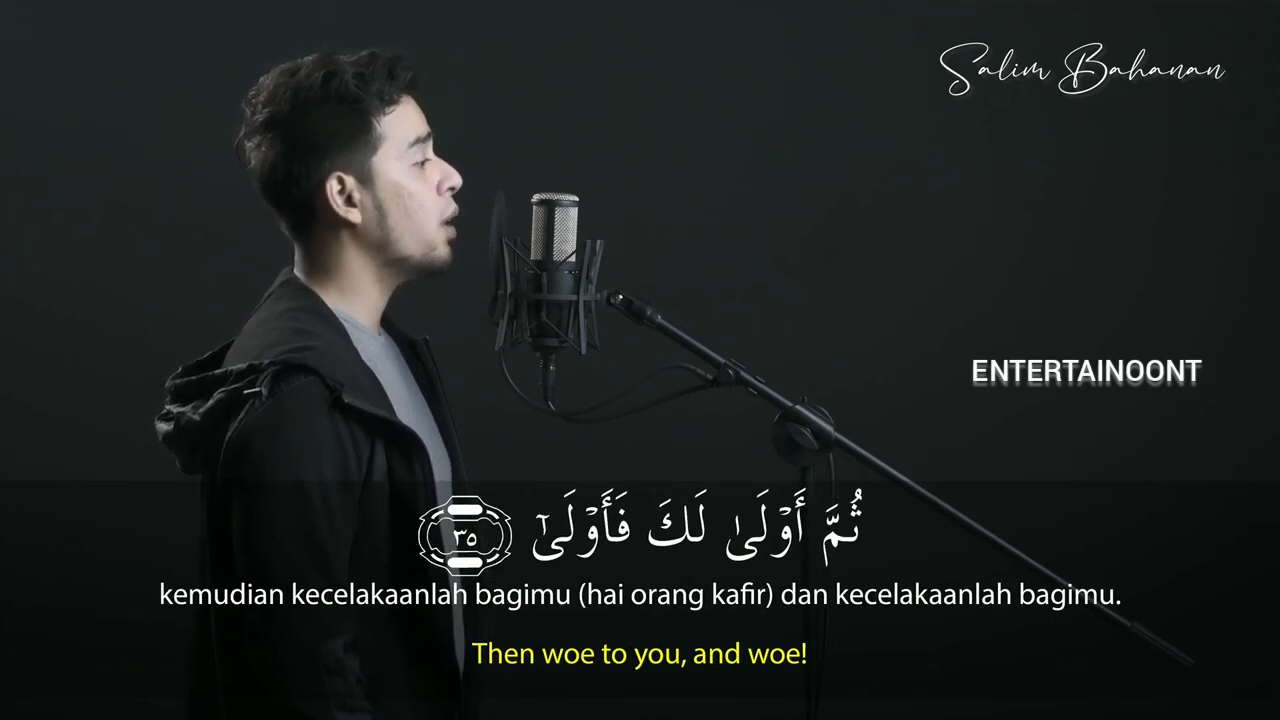 Salim Bahanan
ENTERTAINOONT
ثُمَّ أَوْلَىٰ لَكَ فَأَوْلَىٰٓ ٣٥
kemudian kecelakaanlah bagimu (hai orang kafir) dan kecelakaanlah bagimu.
Then woe to you, and woe!